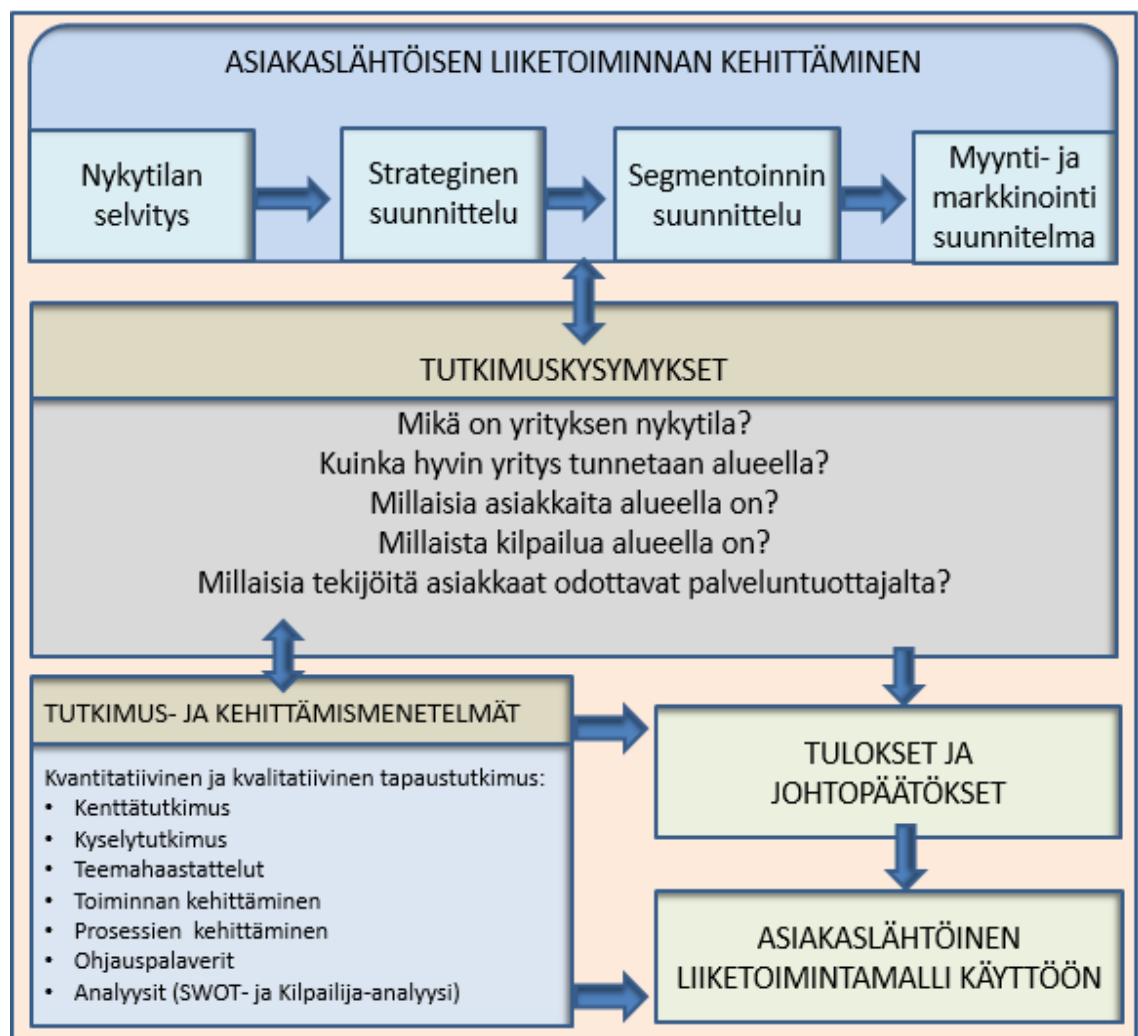 ASIAKASLÄHTÖISEN LIIKETOIMINNAN KEHITTÄMINEN
Nykytilan
selvitys
Strateginen
suunnittelu
Segmentoinnin
suunnittelu
Myynti- ja
markkinointi
suunnitelma
TUTKIMUSKYSYMYKSET
Mikä on yrityksen nykytila?
Kuinka hyvin yritys tunnetaan alueella?
Millaisia asiakkaita alueella on?
Millaista kilpailua alueella on?
Millaisia tekijöitä asiakkaat odottavat palveluntuottajalta?
TUTKIMUS- JA KEHITTÄMISMENETELMÄT
Kvantitatiivinen ja kvalitatiivinen tapaustutkimus:
• Kenttätutkimus
• Kyselytutkimus
• Teemahaastattelut
• Toiminnan kehittäminen
• Prosessien kehittäminen
• Ohjauspalaverit
• Analyysit (SWOT- ja Kilpailija-analyysi)
TULOKSET JA
JOHTOPÄÄTÖKSET
ASIAKASLÄHTÖINEN
LIIKETOIMINTAMALLI KÄYTTÖÖN